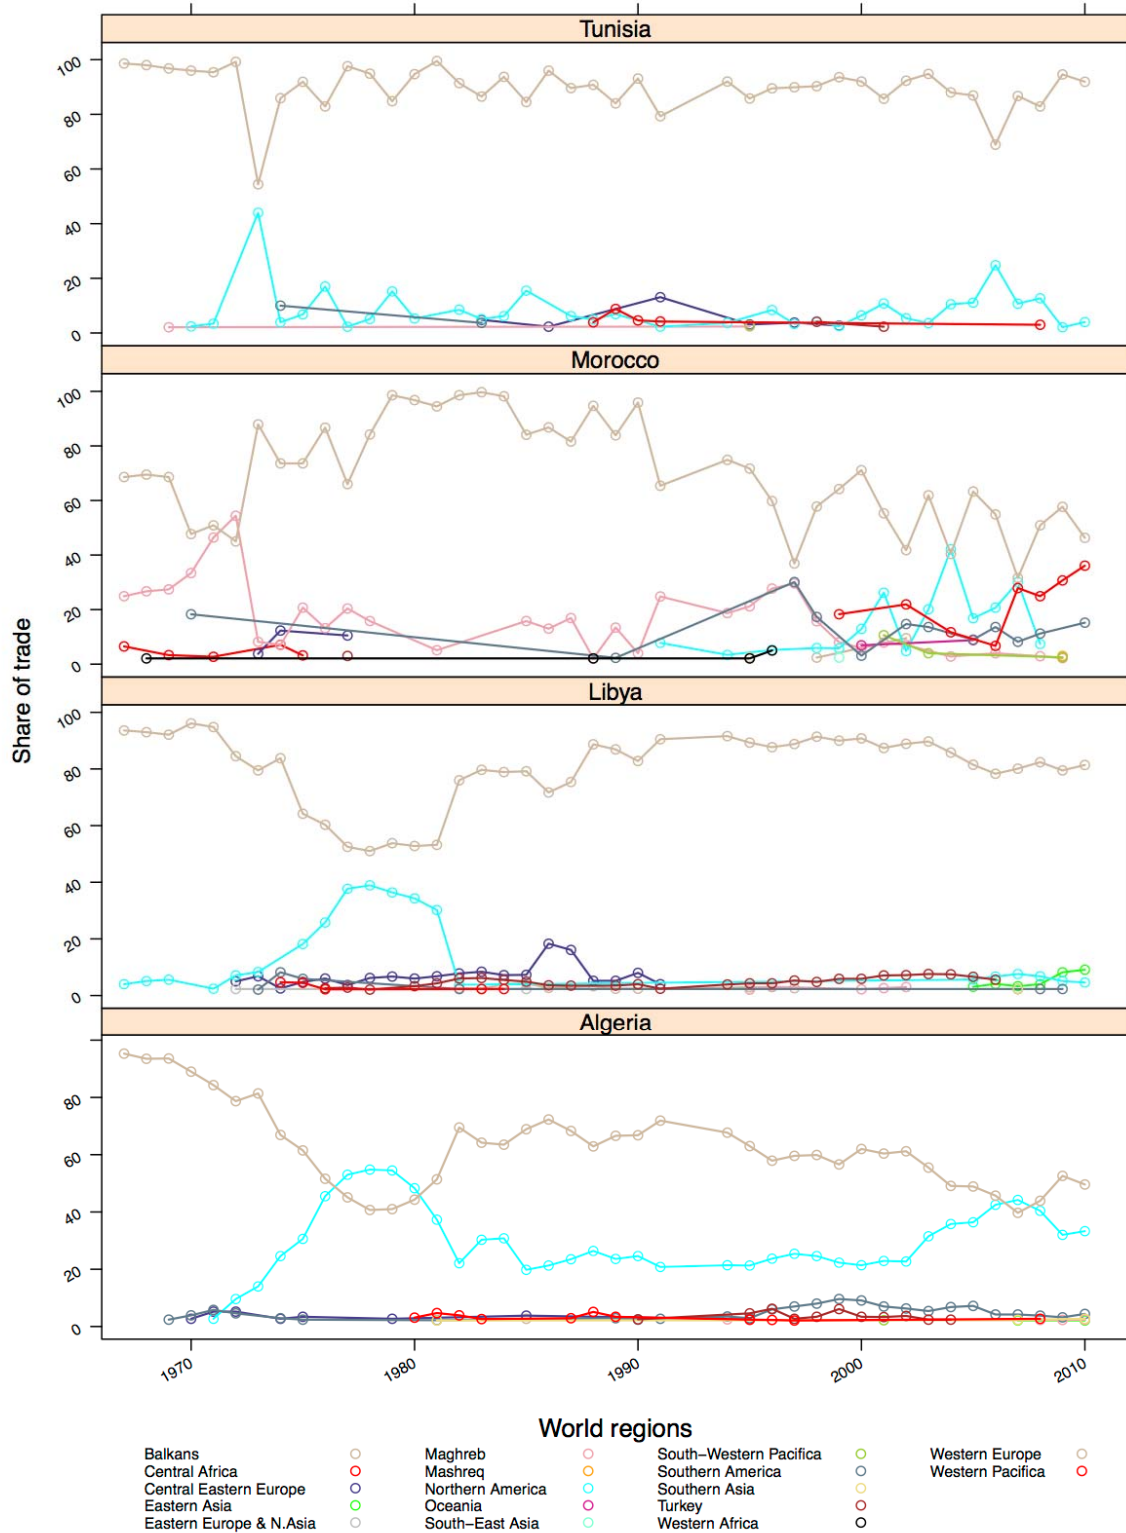 Tunisia
100
80
60
40
20
0
Morocco
100
80
60
40
20
0
Share of trade
Libya
100
80
60
40
20
0
Algeria
80
60
40
20
0
1970 1980 1990 2000 2010
World regions
Balkans Maghreb South−Western Pacifica Western Europe
Central Africa Mashreq Southern America Western Pacifica
Central Eastern Europe Northern America Southern Asia
Eastern Asia Oceania Turkey
Eastern Europe & N.Asia South−East Asia Western Africa